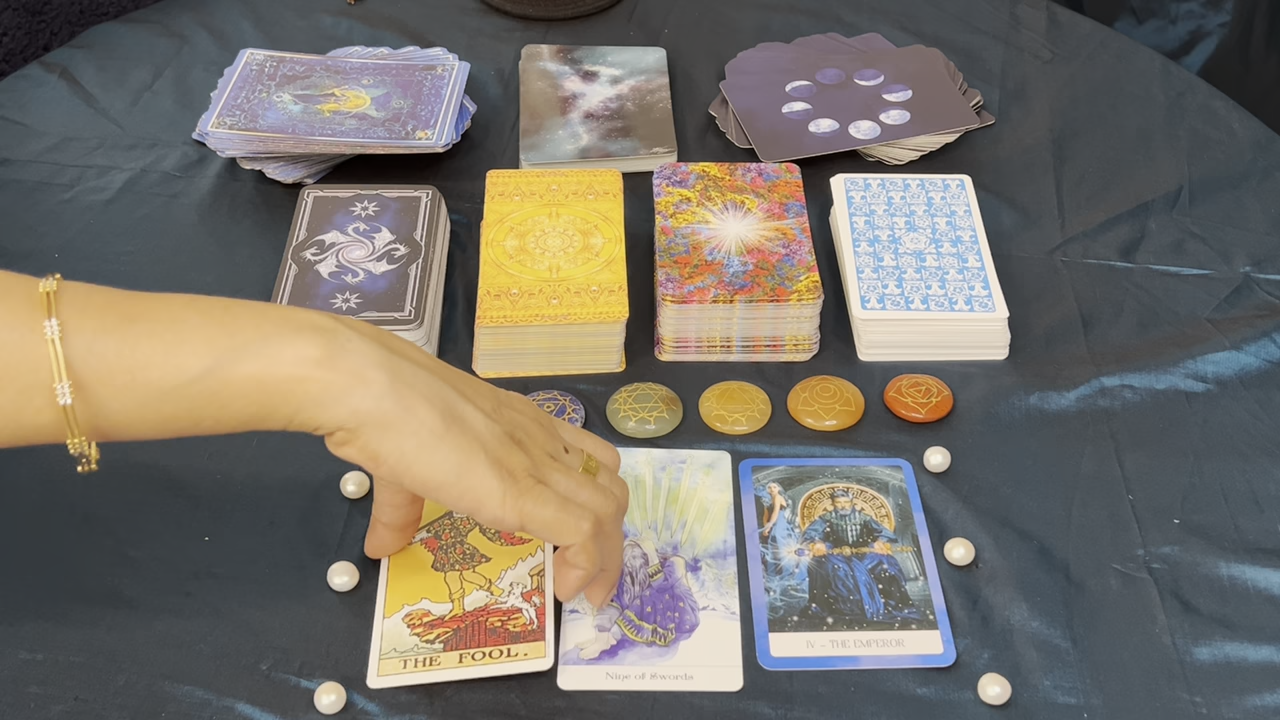 THE FOOL.
Nine of Swords
IV - THE EMPEROR